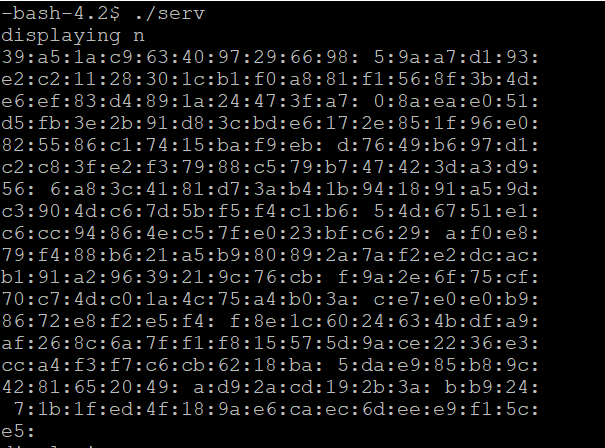 -bash-4.2$ ./serv
displaying n
39:a5:1a:c9:63:40:97:29:66:98: 5:9a:a7:d1:93:
e2:c2:11:28:30:1c:b1:f0:a8:81:f1:56:8f:3b:4d:
e6:ef:83:d4:89:1a:24:47:3f:a7: 0:8a:ea:e0:51:
d5:fb:3e:2b:91:d8:3c:bd:e6:17:2e:85:1f:96:e0:
82:55:86:c1:74:15:ba:f9:eb: d:76:49:b6:97:d1:
c2:c8:3f:e2:f3:79:88:c5:79:b7:47:42:3d:a3:d9:
56: 6:a8:3c:41:81:d7:3a:b4:1b:94:18:91:a5:9d:
c3:90:4d:c6:7d:5b:f5:f4:c1:b6: 5:4d:67:51:e1:
c6:cc:94:86:4e:c5:7f:e0:23:bf:c6:29: a:f0:e8:
79:f4:88:b6:21:a5:b9:80:89:2a:7a:f2:e2:dc:ac:
b1:91:a2:96:39:21:9c:76:cb: f:9a:2e:6f:75:cf:
70:c7:4d:c0:1a:4c:75:a4:b0:3a: c:e7:e0:e0:b9:
86:72:e8:f2:e5:f4: f:8e:1c:60:24:63:4b:df:a9:
af:26:8c:6a:7f:f1:f8:15:57:5d:9a:ce:22:36:e3:
cc:a4:f3:f7:c6:cb:62:18:ba: 5:da:e9:85:b8:9c:
42:81:65:20:49: a:d9:2a:cd:19:2b:3a: b:b9:24:
 7:1b:1f:ed:4f:18:9a:e6:ca:ec:6d:ee:e9:f1:5c:
e5: